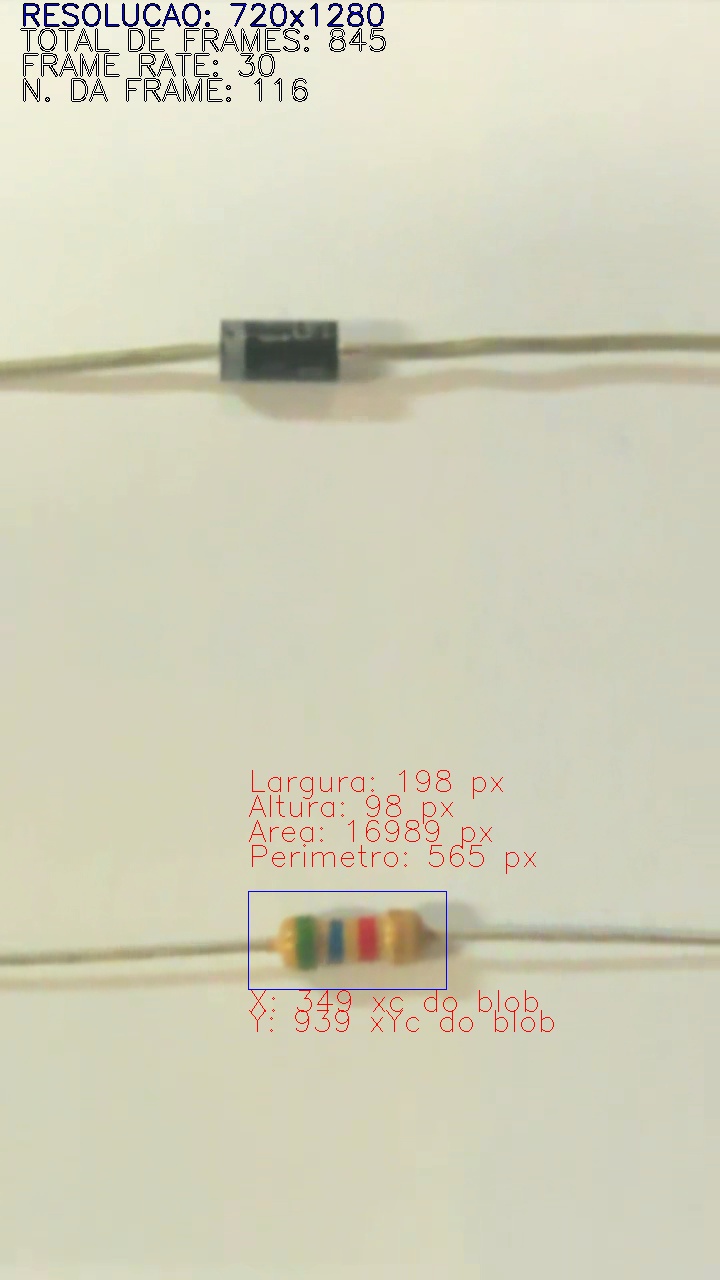 RESOLUCAO: 720x1280
TOTAL DE FRAMES: 845
FRAME RATE: 30
N. DA FRAME: 116
Largura: 198 px
Altura: 98 px
Area: 16989 px
Perimetro: 565 px
X: 349 xc do blob
Y: 939 xYc do blob